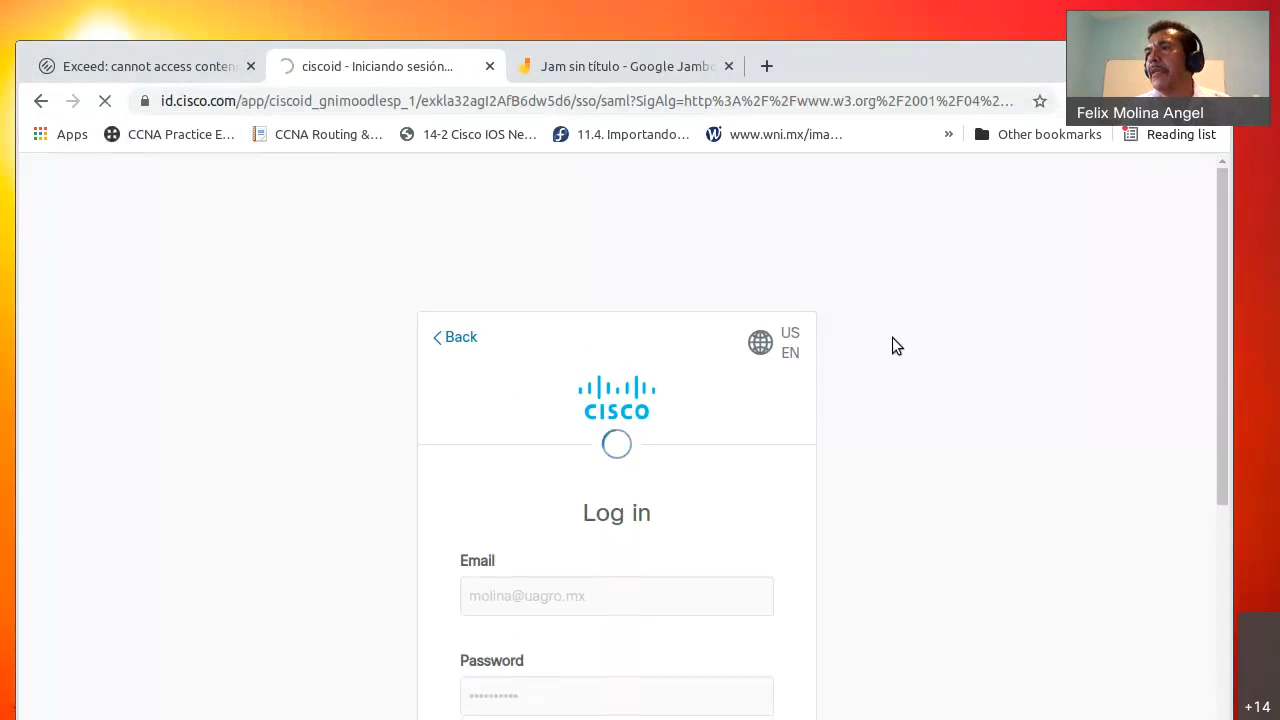 Exceed: cannot access conten
ciscoid - Iniciando sesión...
Jam sin título - Google Jambo
id.cisco.com/app/ciscoid_gnimoodlesp_1/exkla32agI2AF36dw5d6/sso/saml?SigAlg=http%3A%2F%2Fwww.w3.org%2F2001%2F04%2...
Felix Molina Angel
Apps
CCNA Practice E...
CCNA Routing &...
14-2 Cisco IOS Ne...
11.4. Importando...
www.wni.mx/ima...
»
Other bookmarks
Reading list
Back
US
EN
CISCO
Log in
Email
molina@uagro.mx
Password
••••••••••
+14